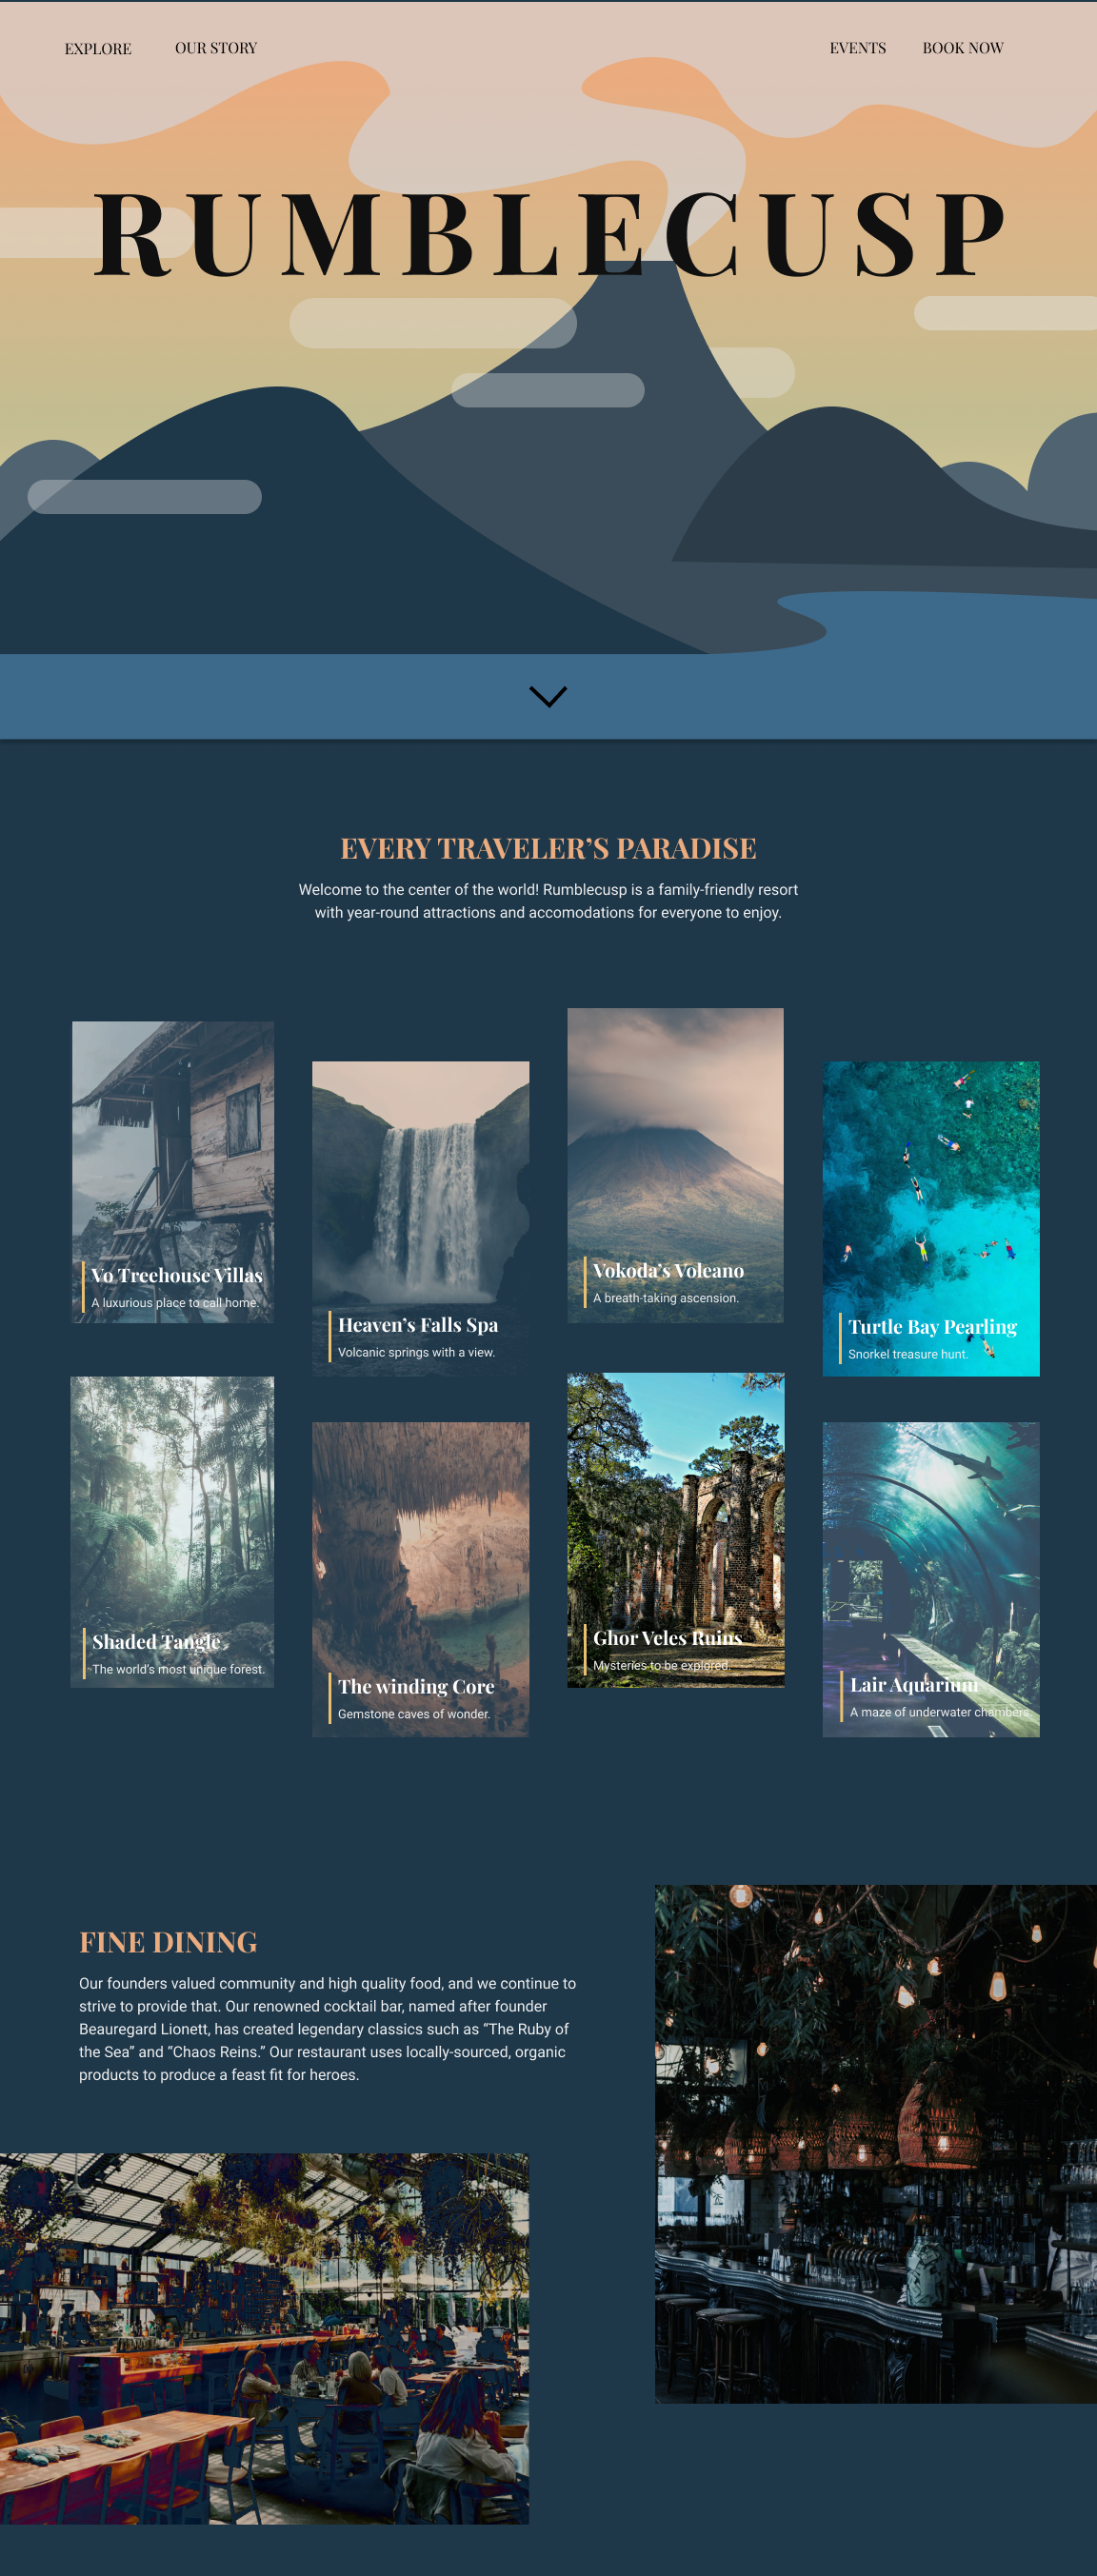 EXPLORE
OUR STORY
EVENTS
BOOK NOW
RUMBLECUSP
EVERY TRAVELER’S PARADISE
Welcome to the center of the world! Rumblecusp is a family-friendly resort
with year-round attractions and accomodations for everyone to enjoy.
Vo Treehouse Villas
A luxurious place to call home.
Heaven’s Falls Spa
Volcanic springs with a view.
Vokoda’s Voleano
A breath-taking ascension.
Turtle Bay Pearling
Snorkel treasure hunt.
Shaded Tangle
The world’s most unique forest.
The winding Core
Gemstone caves of wonder.
Ghor Veles Ruins
Mysteries to be explored.
Lair Aquarium
A maze of underwater chambers.
FINE DINING
Our founders valued community and high quality food, and we continue to
strive to provide that. Our renowned cocktail bar, named after founder
Beauregard Lionett, has created legendary classics such as “The Ruby of
the Sea” and “Chaos Reins.” Our restaurant uses locally-sourced, organic
products to produce a feast fit for heroes.